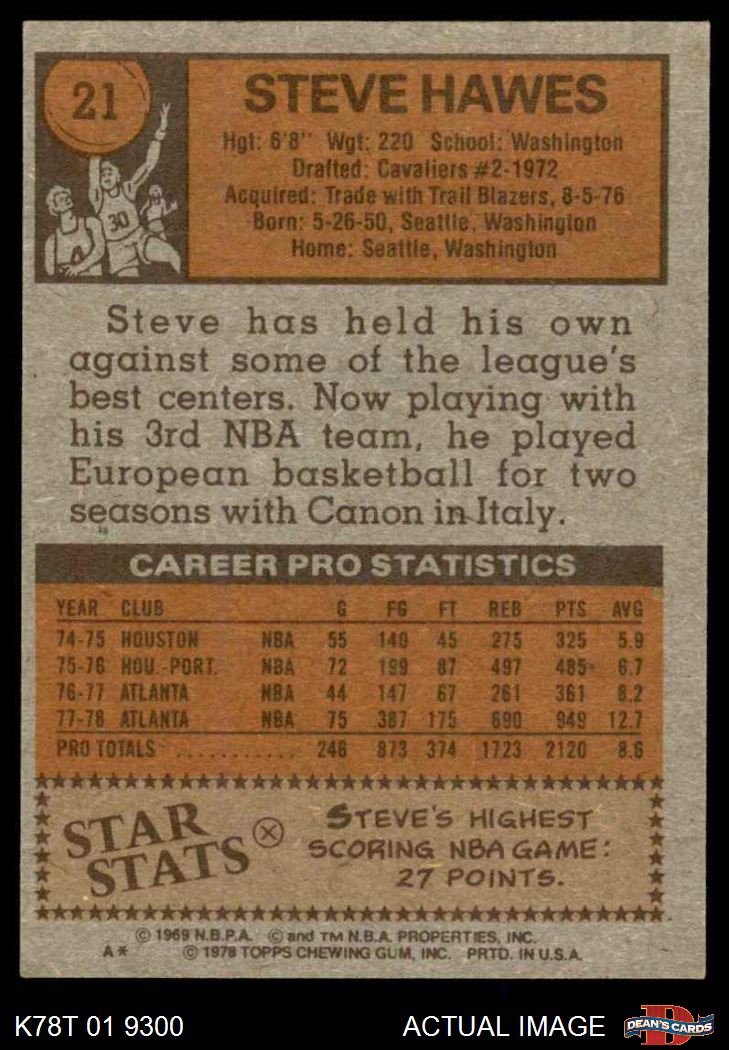 21
STEVE HAWES
Hgt: 6'8" Wgt: 220 School: Washington
Drafted: Cavaliers #2-1972
Acquired: Trade with Trail Blazers, 8-5-76
Born: 5-26-50, Seattle, Washington
Home: Seattle, Washington
30
Steve has held his own
against some of the league's
best centers. Now playing with
his 3rd NBA team, he played
European basketball for two
seasons with Canon in Italy.
CAREER PRO STATISTICS
YEAR CLUB G FG FT REB PTS AVG
74-75 HOUSTON NBA 55 140 45 275 325 5.9
75-76 HOU.-PORT. NBA 72 199 87 497 485 6.7
76-77 ATLANTA NBA 44 147 67 261 361 8.2
77-78 ATLANTA NBA 75 387 175 690 949 12.7
PRO TOTALS ........... 246 873 374 1723 2120 8.6
STAR
STATS
STEVE'S HIGHEST
SCORING NBA GAME:
27 POINTS.
© 1969 N.B.P.A. © and TM N.B.A. PROPERTIES, INC.
A* © 1978 TOPPS CHEWING GUM, INC. PRTD. IN U.S.A.
K78T 01 9300 ACTUAL IMAGE
D
DEAN'S CARDS